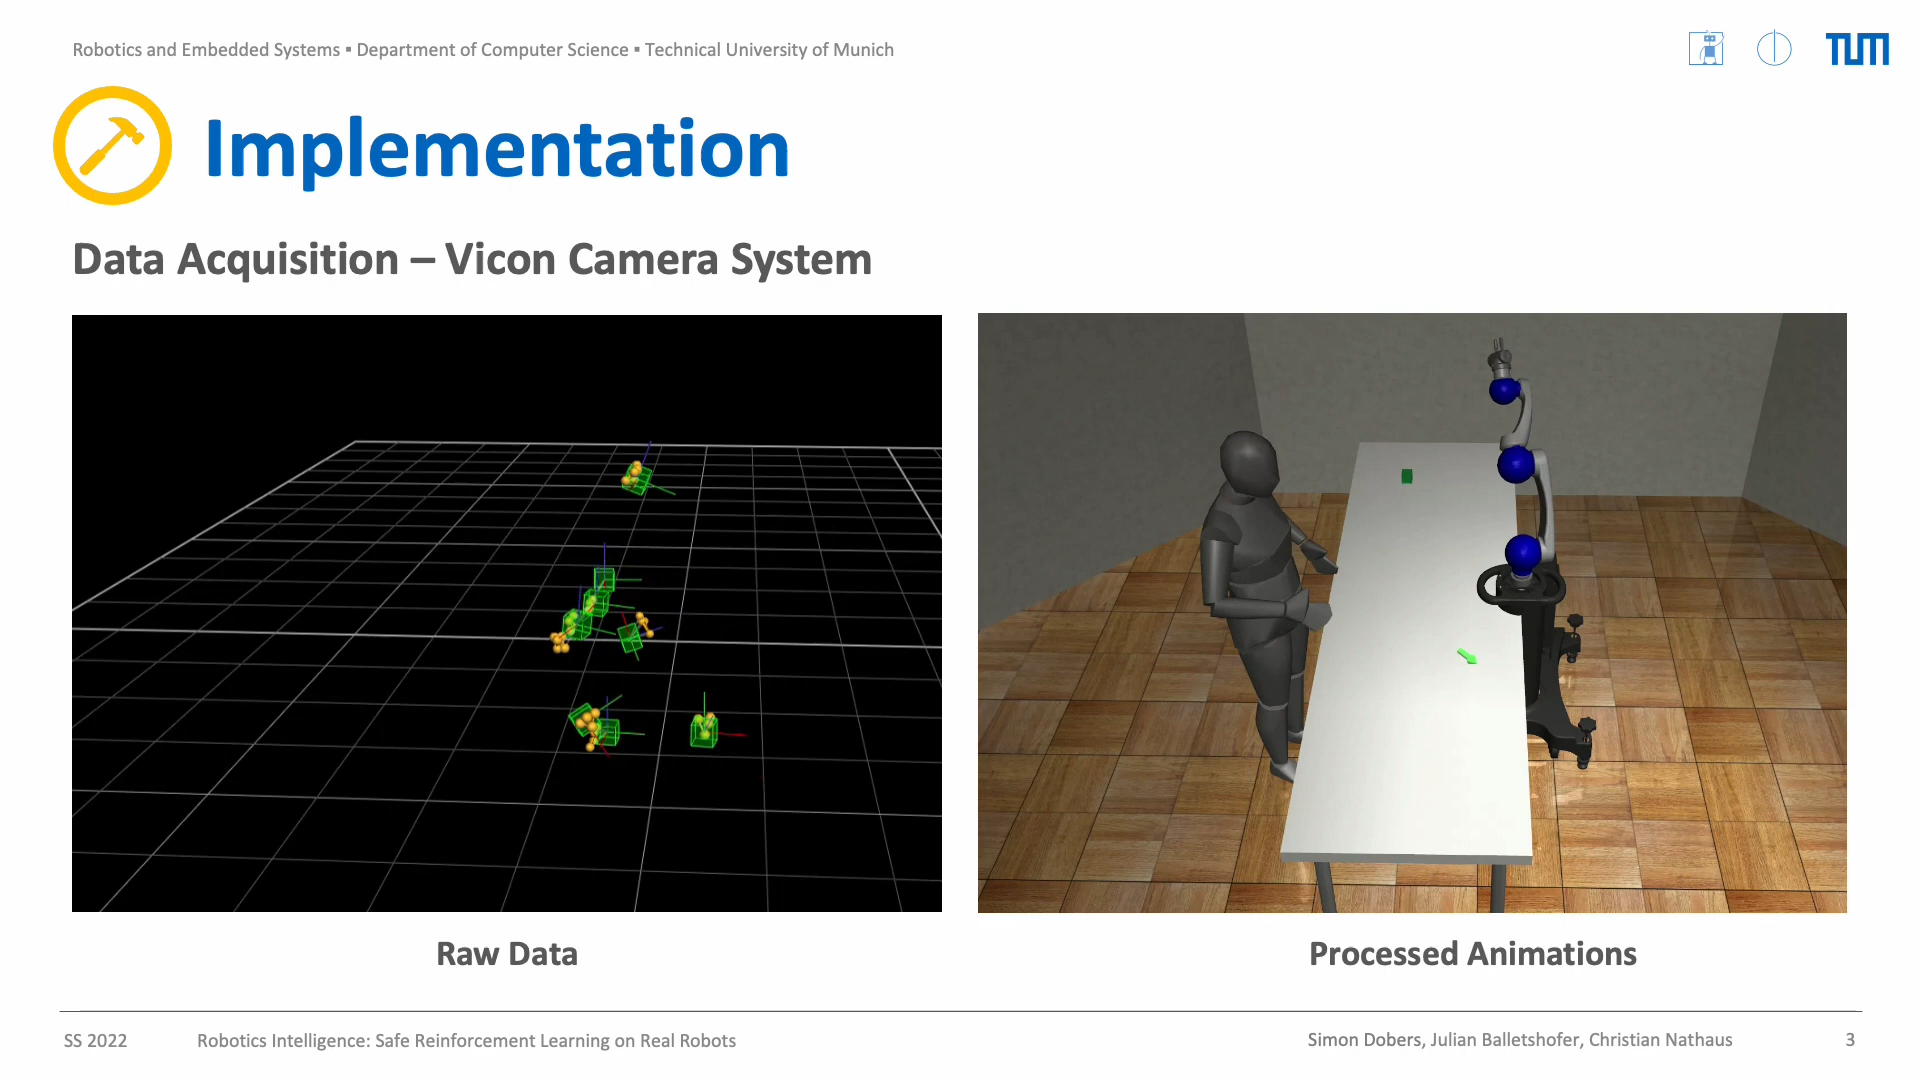 Robotics and Embedded Systems ▪ Department of Computer Science ▪ Technical University of Munich
TUM
Implementation
Data Acquisition – Vicon Camera System
Raw Data
Processed Animations
SS 2022
Robotics Intelligence: Safe Reinforcement Learning on Real Robots
Simon Dobers, Julian Balletshofer, Christian Nathaus
3